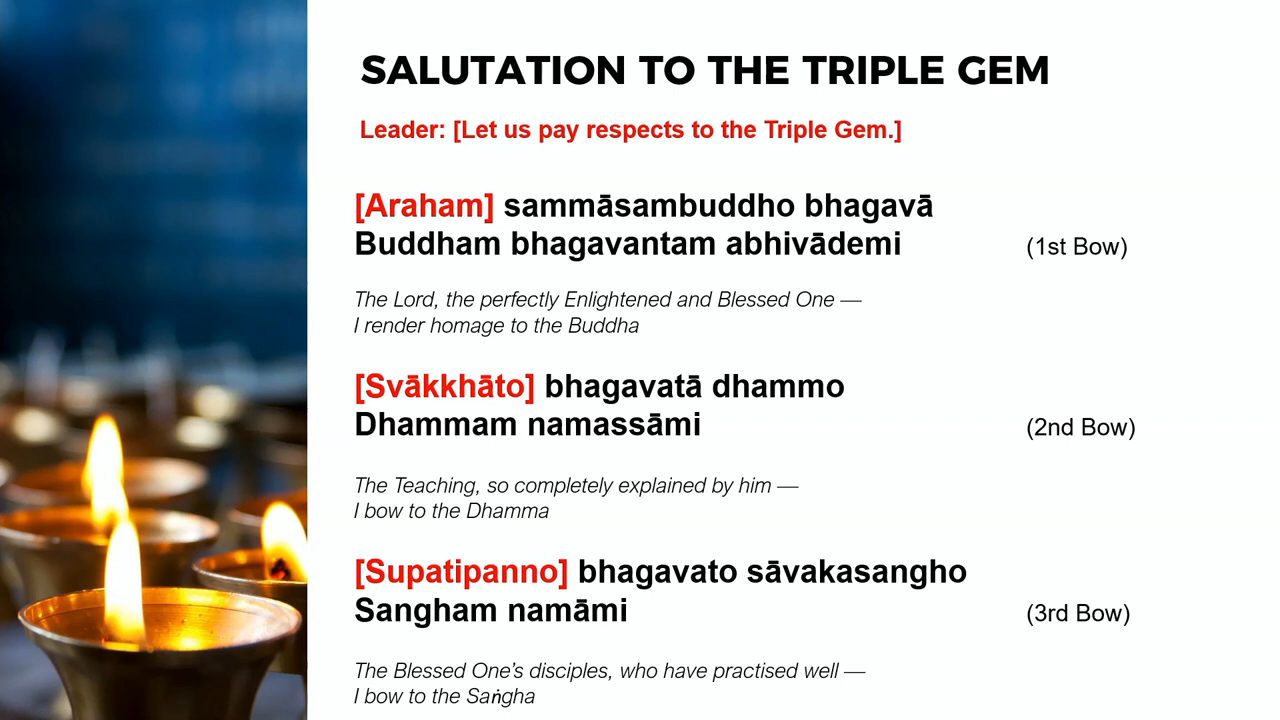 SALUTATION TO THE TRIPLE GEM
Leader: [Let us pay respects to the Triple Gem.]
[Araham] sammāsambuddho bhagavā
Buddham bhagavantam abhivādemi (1st Bow)
The Lord, the perfectly Enlightened and Blessed One —
I render homage to the Buddha
[Svākkhāto] bhagavatā dhammo
Dhammam namassāmi (2nd Bow)
The Teaching, so completely explained by him —
I bow to the Dhamma
[Supatipanno] bhagavato sāvakasangho
Sangham namāmi (3rd Bow)
The Blessed One’s disciples, who have practised well —
I bow to the Saṅgha